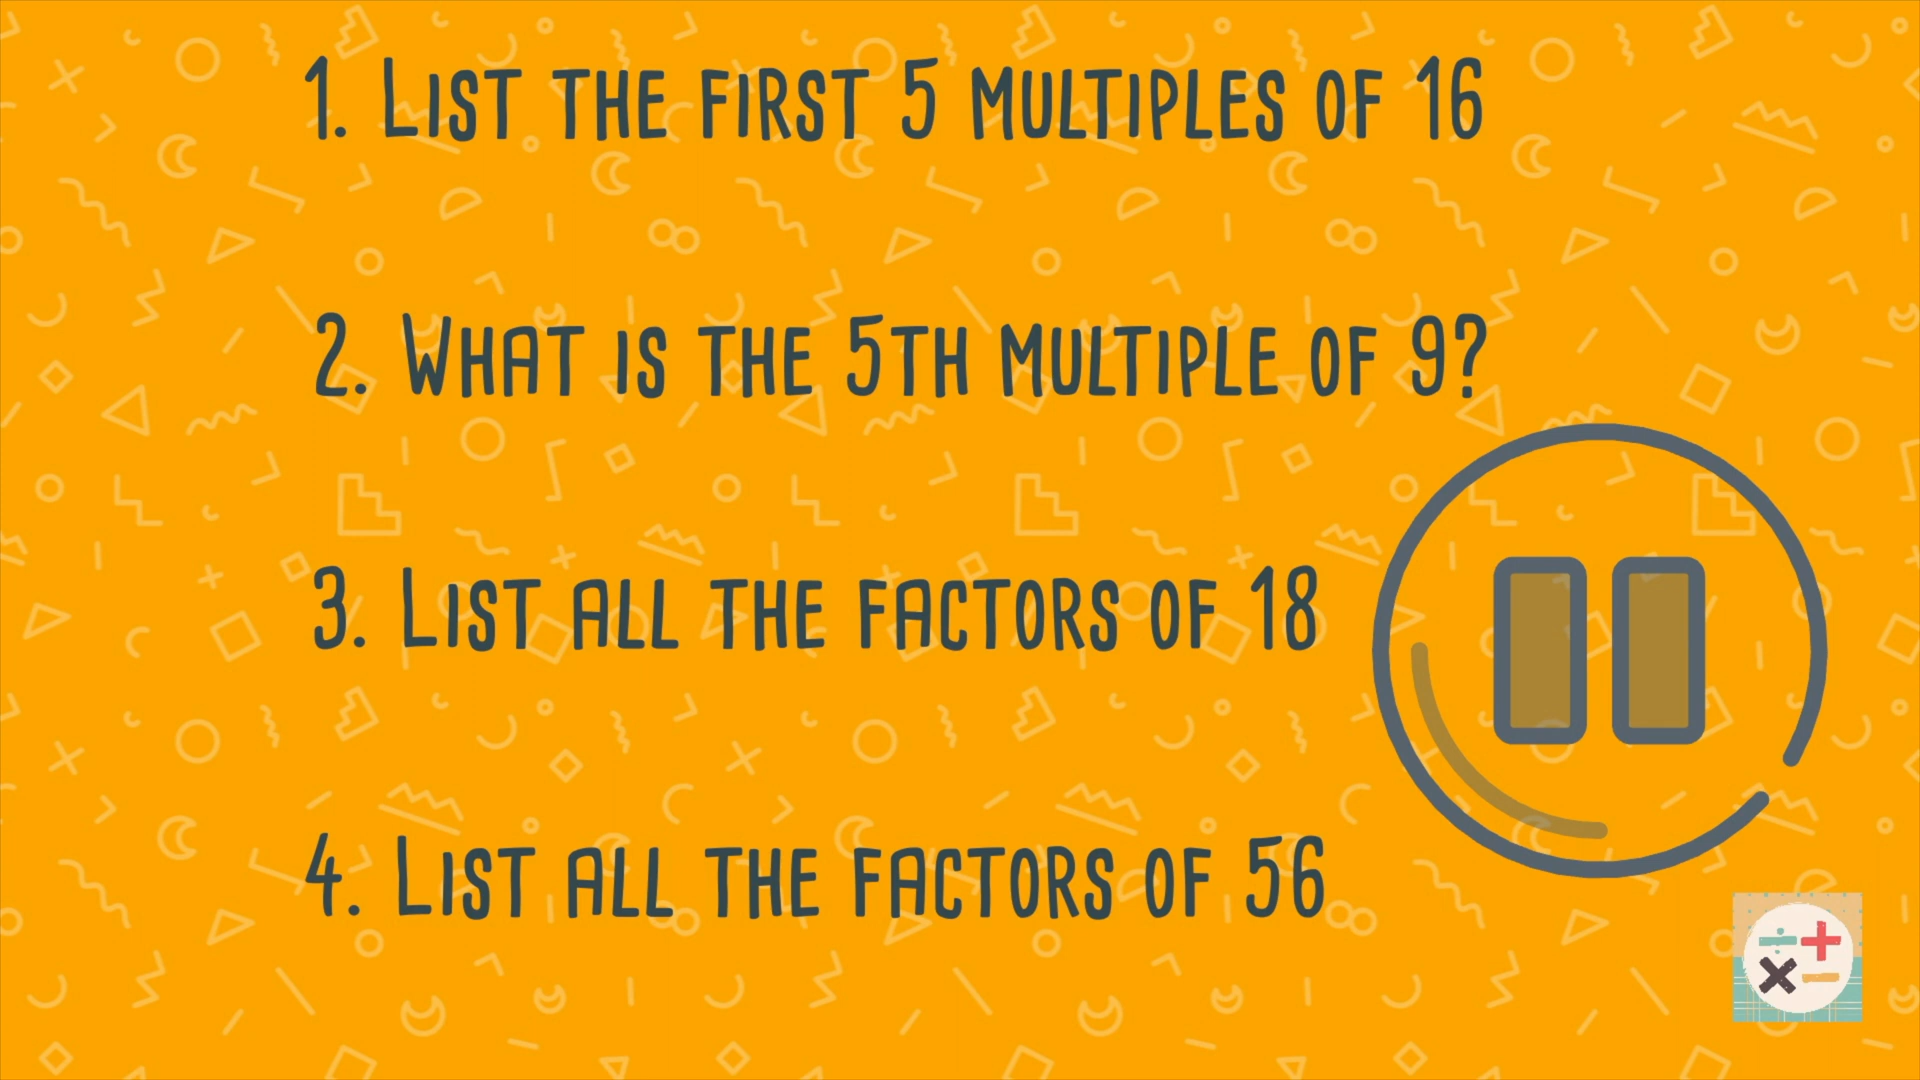 1. List the first 5 multiples of 16
2. What is the 5th multiple of 9?
3. List all the factors of 18
4. List all the factors of 56